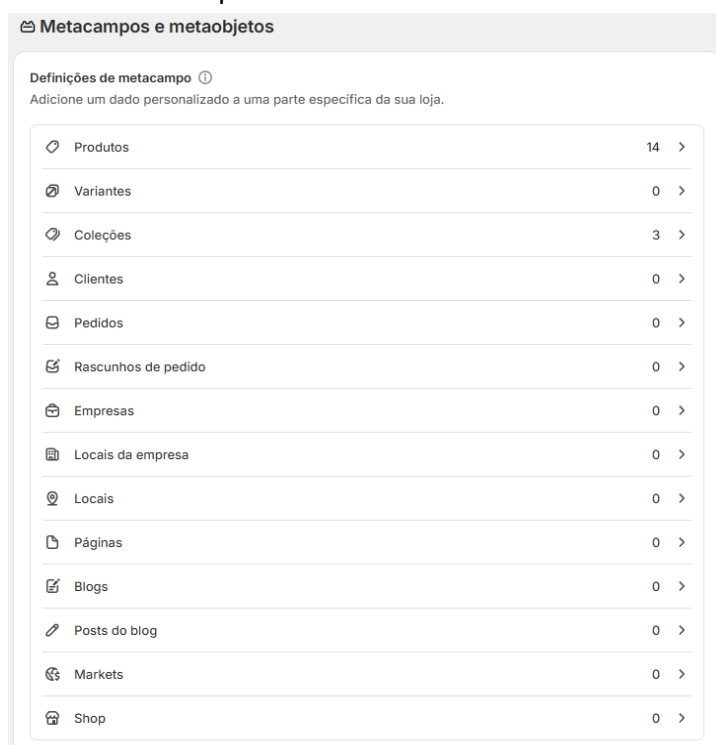 Metacampos e metaobjetos
Definições de metacampo
Adicione um dado personalizado a uma parte específica da sua loja.
Produtos 14
Variantes 0
Coleções 3
Clientes 0
Pedidos 0
Rascunhos de pedido 0
Empresas 0
Locais da empresa 0
Locais 0
Páginas 0
Blogs 0
Posts do blog 0
Markets 0
Shop 0